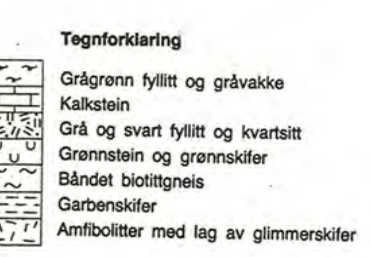 Tegnforklaring
Grågrønn fyllitt og gråvakke
Kalkstein
Grå og svart fyllitt og kvartsitt
Grønnstein og grønnskifer
Båndet biotittgneis
Garbenskifer
Amfibolitter med lag av glimmerskifer